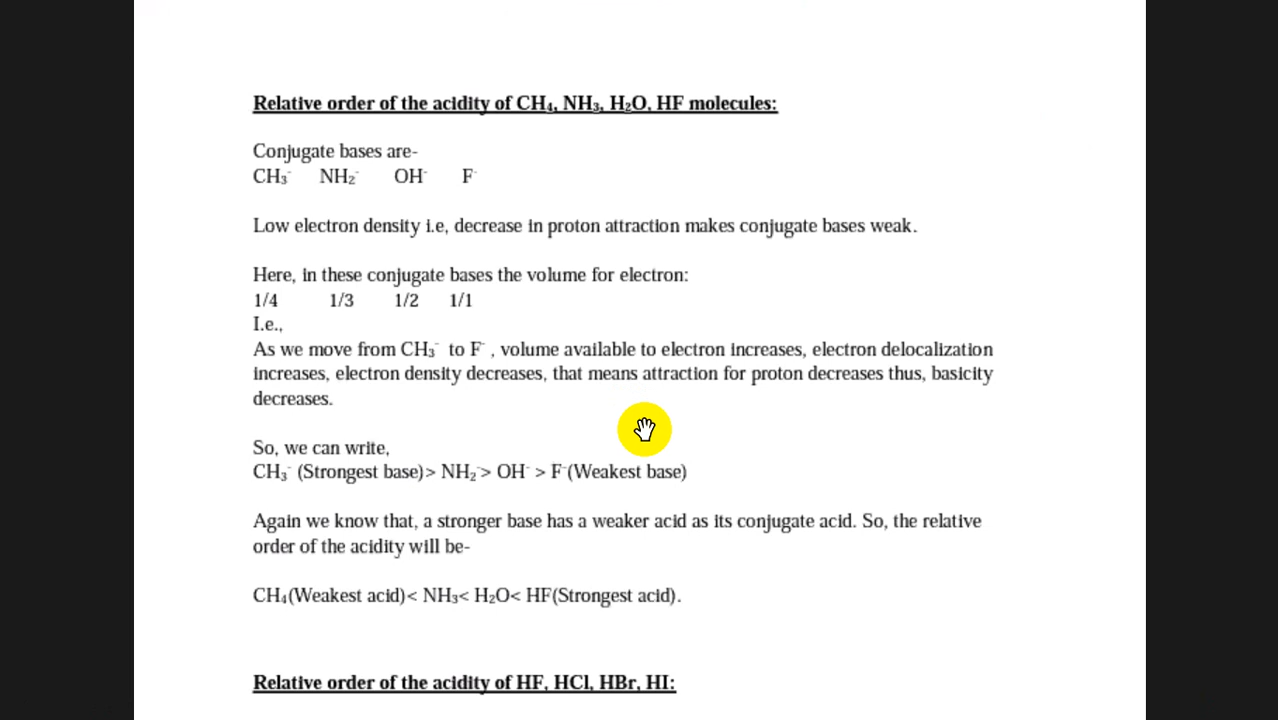 Relative order of the acidity of CH₄, NH₃, H₂O, HF molecules:
Conjugate bases are-
CH₃⁻ NH₂⁻ OH⁻ F⁻
Low electron density i.e, decrease in proton attraction makes conjugate bases weak.
Here, in these conjugate bases the volume for electron:
1/4 1/3 1/2 1/1
I.e.,
As we move from CH₃⁻ to F⁻ , volume available to electron increases, electron delocalization
increases, electron density decreases, that means attraction for proton decreases thus, basicity
decreases.
So, we can write,
CH₃⁻ (Strongest base)> NH₂⁻> OH⁻ > F⁻(Weakest base)
Again we know that, a stronger base has a weaker acid as its conjugate acid. So, the relative
order of the acidity will be-
CH₄(Weakest acid)< NH₃< H₂O< HF(Strongest acid).
Relative order of the acidity of HF, HCl, HBr, HI: